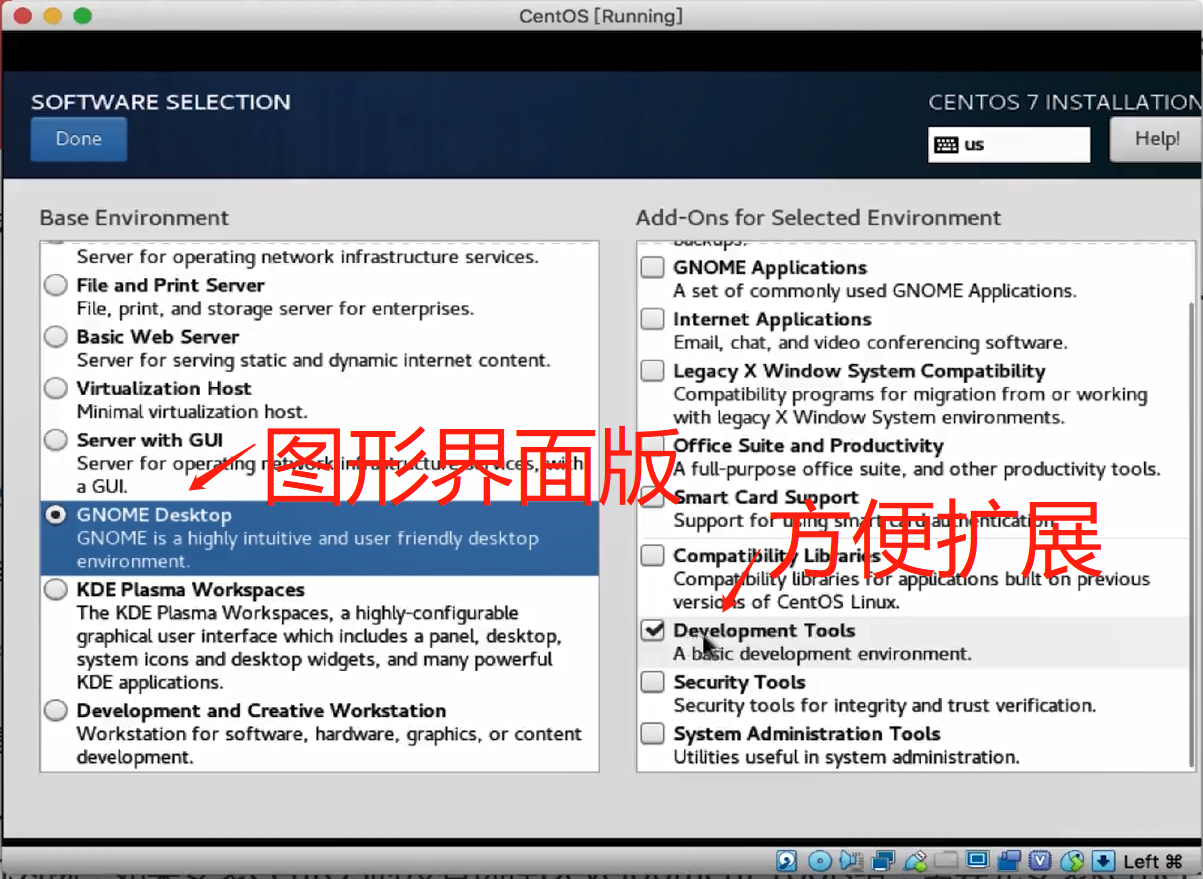 CentOS [Running]
SOFTWARE SELECTION
Done
CENTOS 7 INSTALLATION
us
Help!
Base Environment
Server for operating network infrastructure services.
File and Print Server
File, print, and storage server for enterprises.
Basic Web Server
Server for serving static and dynamic internet content.
Virtualization Host
Minimal virtualization host.
Server with GUI
Server for operating network infrastructure services, with
a GUI.
图形界面版
GNOME Desktop
GNOME is a highly intuitive and user friendly desktop
environment.
KDE Plasma Workspaces
The KDE Plasma Workspaces, a highly-configurable
graphical user interface which includes a panel, desktop,
system icons and desktop widgets, and many powerful
KDE applications.
Development and Creative Workstation
Workstation for software, hardware, graphics, or content
development.
Add-Ons for Selected Environment
backups.
GNOME Applications
A set of commonly used GNOME Applications.
Internet Applications
Email, chat, and video conferencing software.
Legacy X Window System Compatibility
Compatibility programs for migration from or working
with legacy X Window System environments.
Office Suite and Productivity
A full-purpose office suite, and other productivity tools.
Smart Card Support
Support for using smart card authentication.
方便扩展
Compatibility Libraries
Compatibility libraries for applications built on previous
versions of CentOS Linux.
Development Tools
A basic development environment.
Security Tools
Security tools for integrity and trust verification.
System Administration Tools
Utilities useful in system administration.
Left ⌘